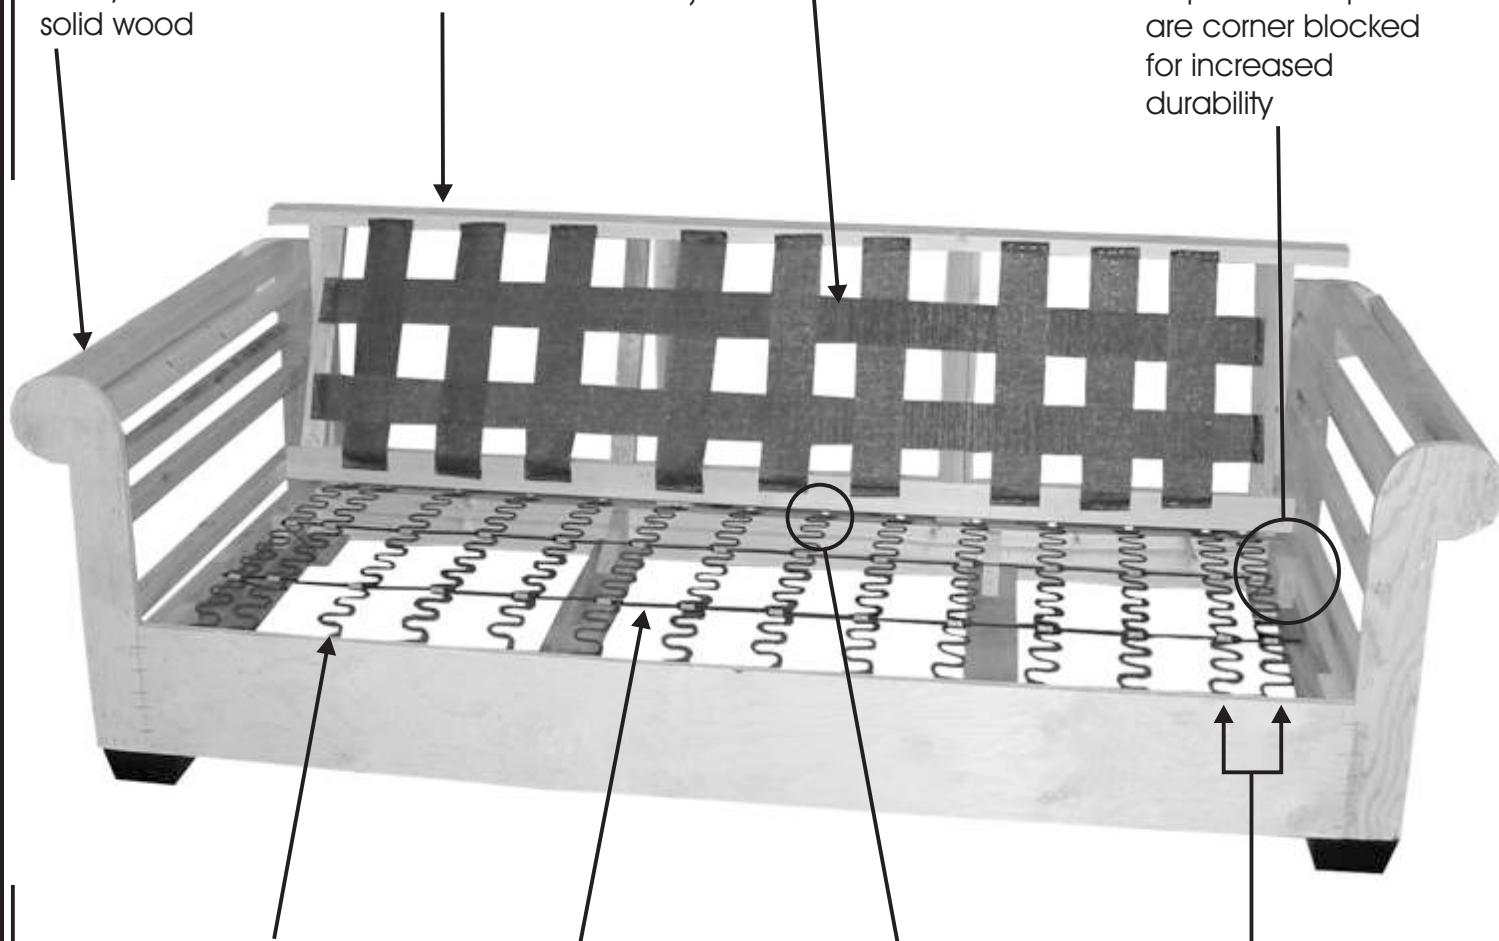 solid wood
are corner blocked
for increased
durability